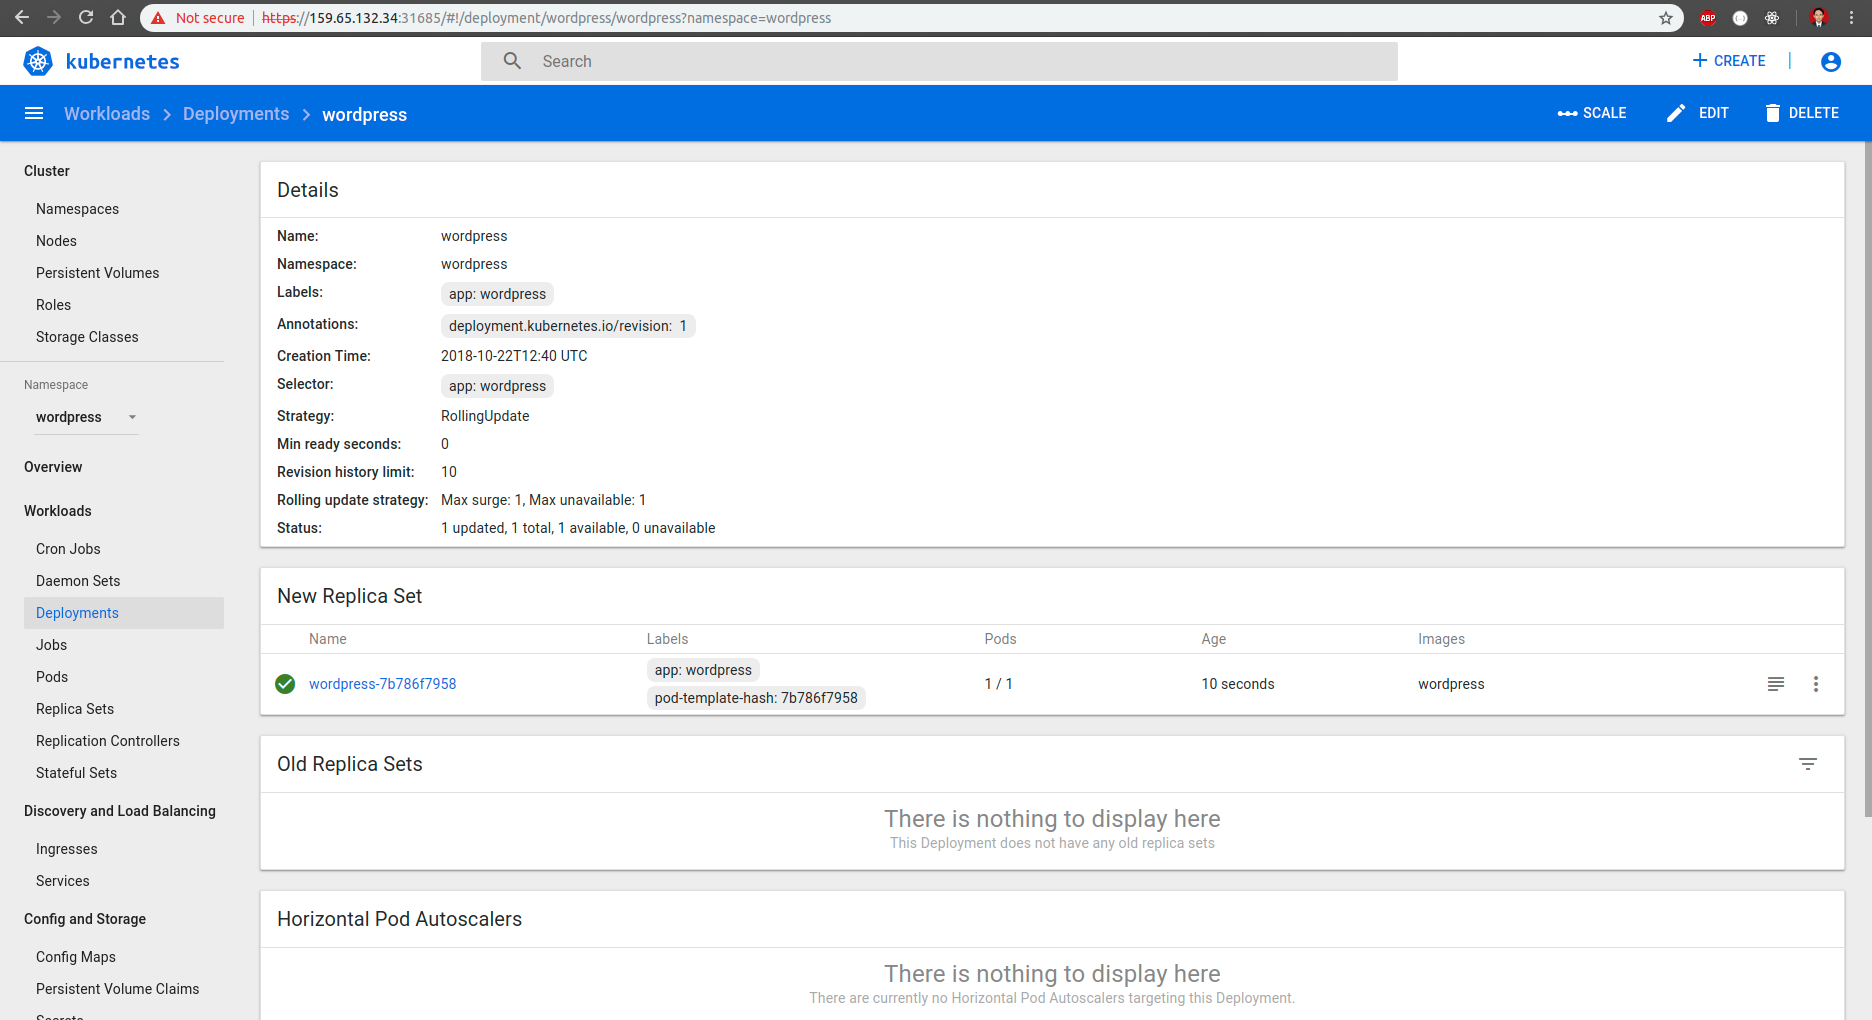 Not secure | https://159.65.132.34:31685/#!/deployment/wordpress/wordpress?namespace=wordpress
ABP
kubernetes
Search
+ CREATE
Workloads > Deployments > wordpress
SCALE
EDIT
DELETE
Cluster
Namespaces
Nodes
Persistent Volumes
Roles
Storage Classes
Namespace
wordpress
Overview
Workloads
Cron Jobs
Daemon Sets
Deployments
Jobs
Pods
Replica Sets
Replication Controllers
Stateful Sets
Discovery and Load Balancing
Ingresses
Services
Config and Storage
Config Maps
Persistent Volume Claims
Secrets
Details
Name: wordpress
Namespace: wordpress
Labels: app: wordpress
Annotations: deployment.kubernetes.io/revision: 1
Creation Time: 2018-10-22T12:40 UTC
Selector: app: wordpress
Strategy: RollingUpdate
Min ready seconds: 0
Revision history limit: 10
Rolling update strategy: Max surge: 1, Max unavailable: 1
Status: 1 updated, 1 total, 1 available, 0 unavailable
New Replica Set
Name Labels Pods Age Images
wordpress-7b786f7958 app: wordpress 1 / 1 10 seconds wordpress
pod-template-hash: 7b786f7958
Old Replica Sets
There is nothing to display here
This Deployment does not have any old replica sets
Horizontal Pod Autoscalers
There is nothing to display here
There are currently no Horizontal Pod Autoscalers targeting this Deployment.